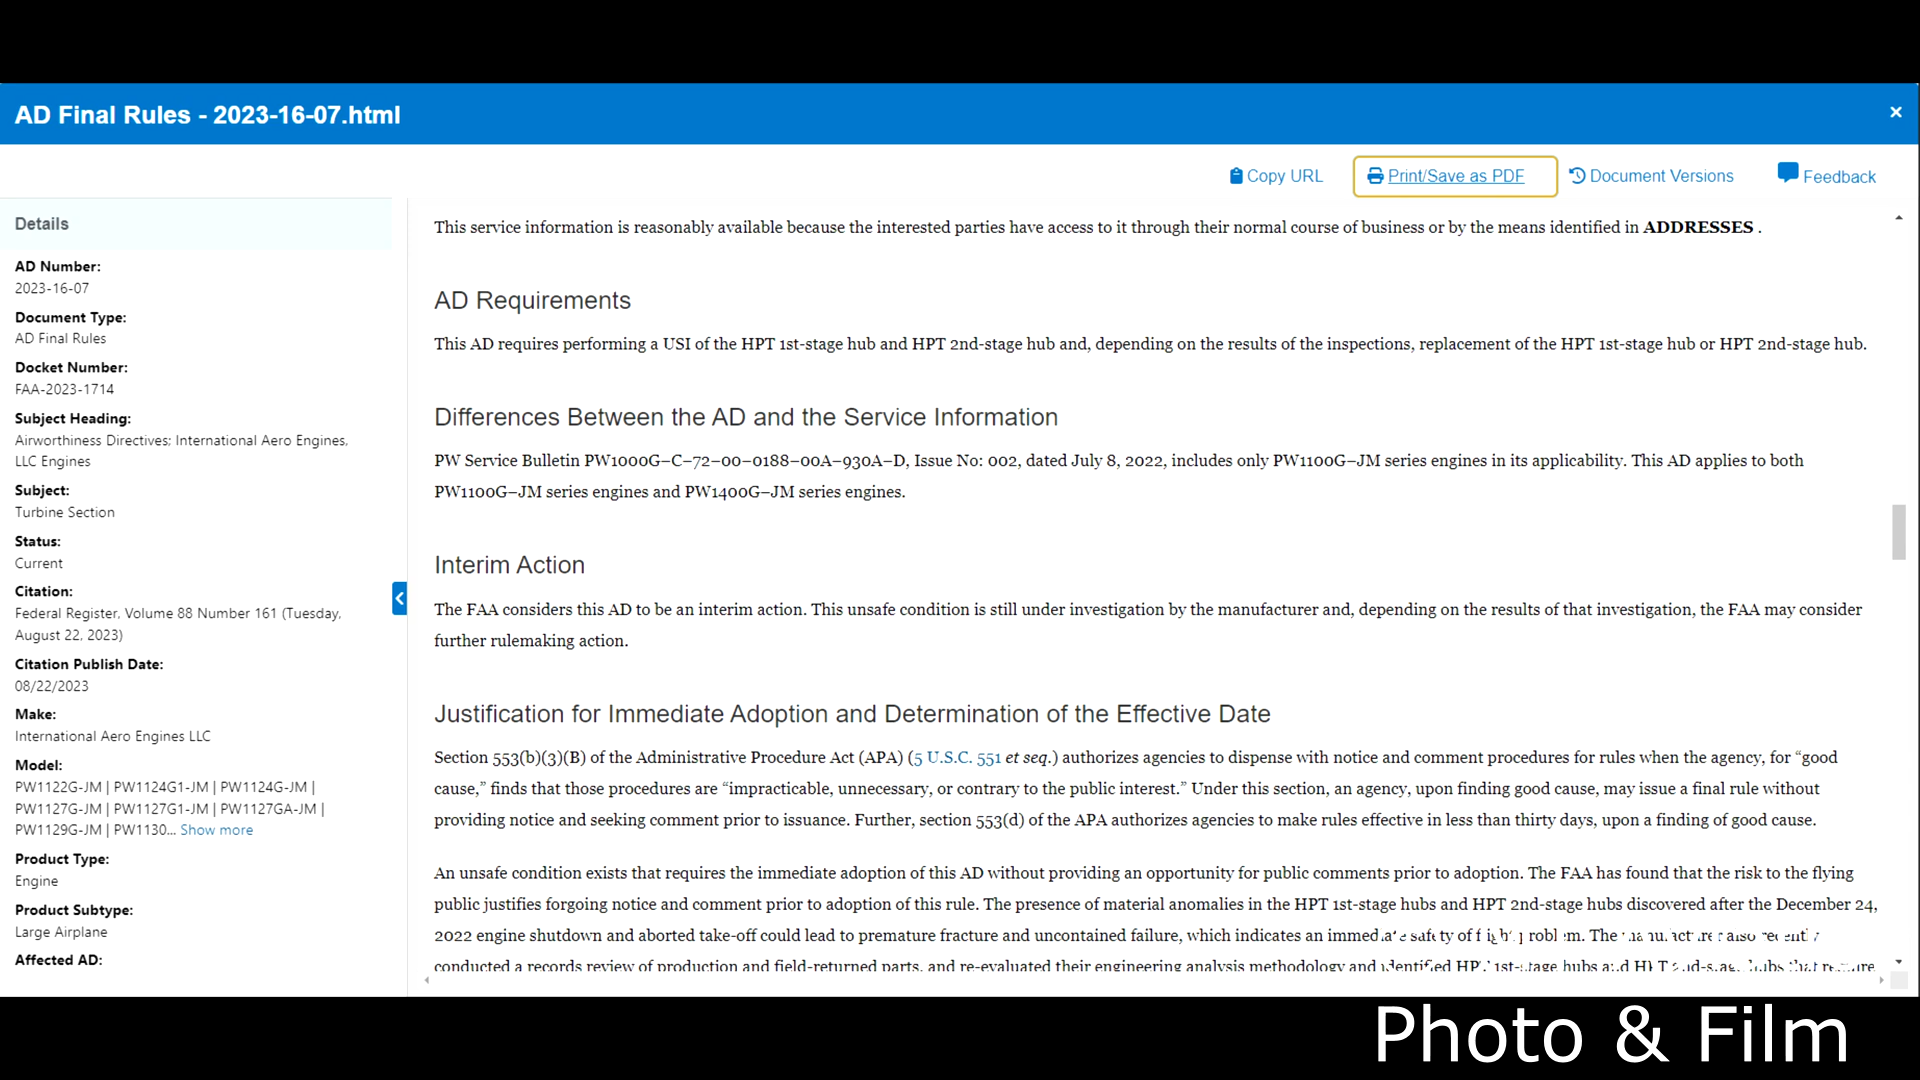 AD Final Rules - 2023-16-07.html
×
Copy URL
Print/Save as PDF
Document Versions
Feedback
Details
AD Number:
2023-16-07
Document Type:
AD Final Rules
Docket Number:
FAA-2023-1714
Subject Heading:
Airworthiness Directives; International Aero Engines,
LLC Engines
Subject:
Turbine Section
Status:
Current
Citation:
Federal Register, Volume 88 Number 161 (Tuesday,
August 22, 2023)
Citation Publish Date:
08/22/2023
Make:
International Aero Engines LLC
Model:
PW1122G-JM | PW1124G1-JM | PW1124G-JM |
PW1127G-JM | PW1127G1-JM | PW1127GA-JM |
PW1129G-JM | PW1130... Show more
Product Type:
Engine
Product Subtype:
Large Airplane
Affected AD:
This service information is reasonably available because the interested parties have access to it through their normal course of business or by the means identified in ADDRESSES .
AD Requirements
This AD requires performing a USI of the HPT 1st-stage hub and HPT 2nd-stage hub and, depending on the results of the inspections, replacement of the HPT 1st-stage hub or HPT 2nd-stage hub.
Differences Between the AD and the Service Information
PW Service Bulletin PW1000G–C–72–00–0188–00A–930A–D, Issue No: 002, dated July 8, 2022, includes only PW1100G–JM series engines in its applicability. This AD applies to both
PW1100G–JM series engines and PW1400G–JM series engines.
Interim Action
The FAA considers this AD to be an interim action. This unsafe condition is still under investigation by the manufacturer and, depending on the results of that investigation, the FAA may consider
further rulemaking action.
Justification for Immediate Adoption and Determination of the Effective Date
Section 553(b)(3)(B) of the Administrative Procedure Act (APA) (5 U.S.C. 551 et seq.) authorizes agencies to dispense with notice and comment procedures for rules when the agency, for “good
cause,” finds that those procedures are “impracticable, unnecessary, or contrary to the public interest.” Under this section, an agency, upon finding good cause, may issue a final rule without
providing notice and seeking comment prior to issuance. Further, section 553(d) of the APA authorizes agencies to make rules effective in less than thirty days, upon a finding of good cause.
An unsafe condition exists that requires the immediate adoption of this AD without providing an opportunity for public comments prior to adoption. The FAA has found that the risk to the flying
public justifies forgoing notice and comment prior to adoption of this rule. The presence of material anomalies in the HPT 1st-stage hubs and HPT 2nd-stage hubs discovered after the December 24,
2022 engine shutdown and aborted take-off could lead to premature fracture and uncontained failure, which indicates an immediate safety of flight problem. The manufacturer also recently
conducted a records review of production and field-returned parts, and re-evaluated their engineering analysis methodology and identified HPT 1st-stage hubs and HPT 2nd-stage hubs that require
Photo & Film